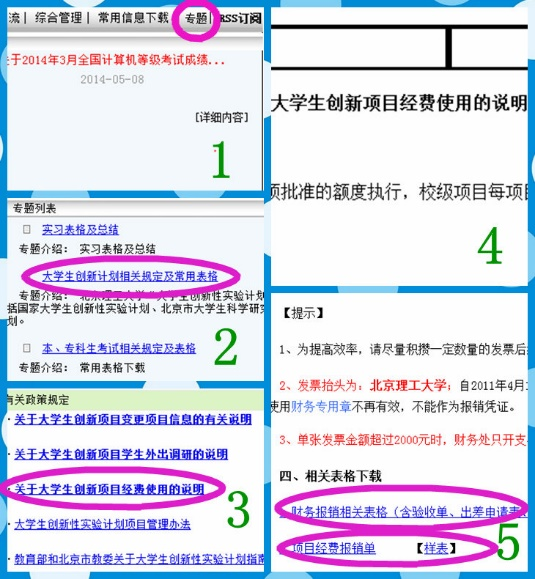 流 | 综合管理 | 常用信息下载 | 专题 | RSS订阅
于2014年3月全国计算机等级考试成绩...
2014-05-08
[详细内容]
1
专题列表
实习表格及总结
专题介绍: 实习表格及总结
大学生创新计划相关规定及常用表格
专题介绍: 北京理工大学 大学生创新性实验计划
括国家大学生创新性实验计划、北京市大学生科学研究
划。
本、专科生考试相关规定及表格
专题介绍: 常用表格下载
2
有关政策规定
· 关于大学生创新项目变更项目信息的有关说明
· 关于大学生创新项目学生外出调研的说明
· 关于大学生创新项目经费使用的说明
· 大学生创新性实验计划项目管理办法
· 教育部和北京市教委关于大学生创新性实验计划指南
3
大学生创新项目经费使用的说明
项批准的额度执行，校级项目每项目
4
【提示】
1、为提高效率，请尽量积攒一定数量的发票后
2、发票抬头为：北京理工大学；自2011年4月1
使用财务专用章不再有效，不能作为报销凭证。
3、单张发票金额超过2000元时，财务处只开支
四、相关表格下载
财务报销相关表格（含验收单、出差申请表
项目经费报销单 【样表】
5